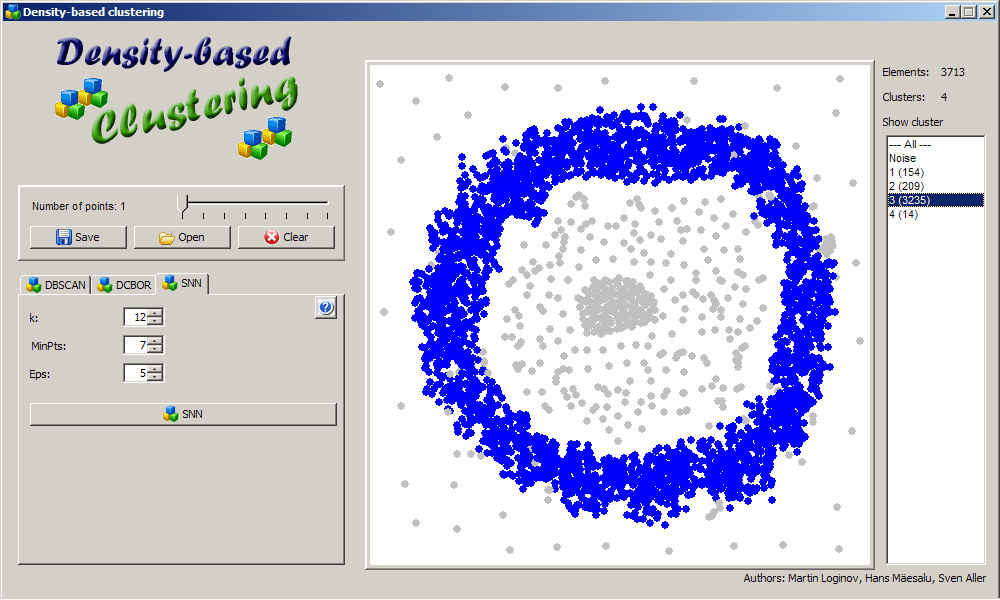 Density-based clustering
Density-based
Clustering
Number of points: 1
Save
Open
Clear
DBSCAN
DCBOR
SNN
?
k:
12
MinPts:
7
Eps:
5
SNN
Elements: 3713
Clusters: 4
Show cluster
--- All ---
Noise
1 (154)
2 (209)
3 (3235)
4 (14)
Authors: Martin Loginov, Hans Mäesalu, Sven Aller